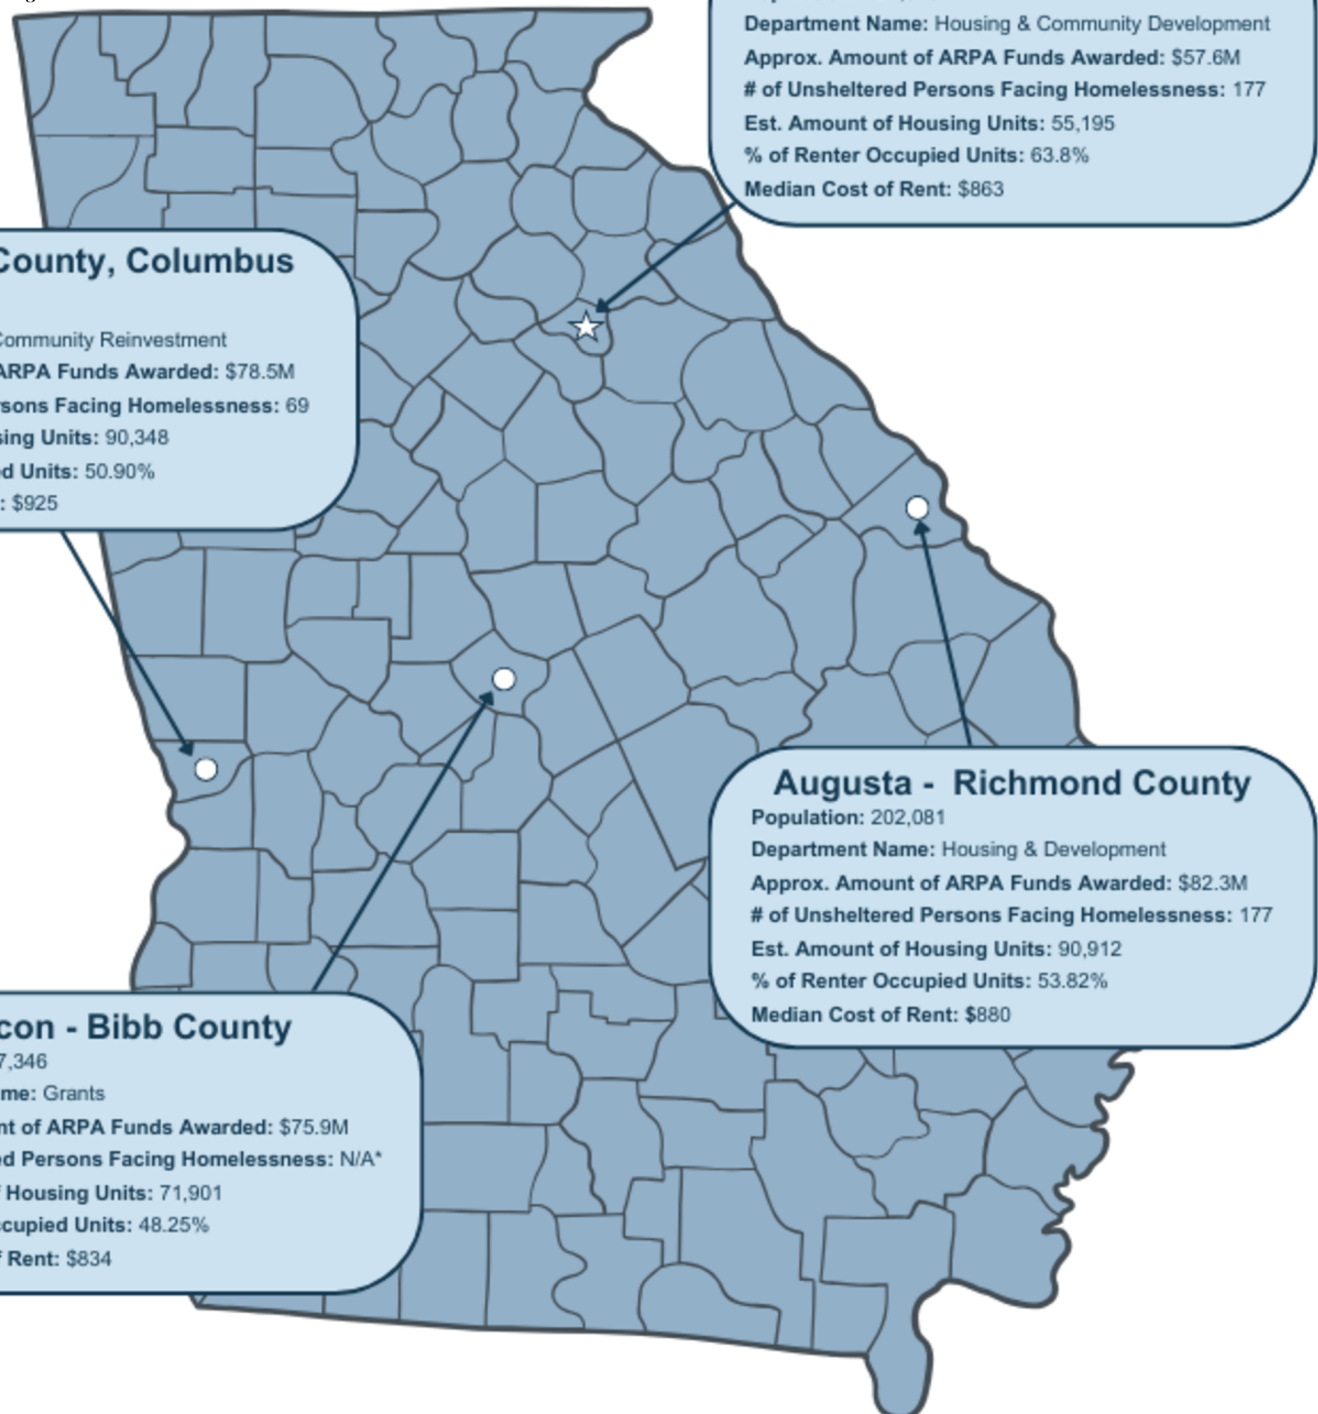 Department Name: Housing & Community Development
Approx. Amount of ARPA Funds Awarded: $57.6M
# of Unsheltered Persons Facing Homelessness: 177
Est. Amount of Housing Units: 55,195
% of Renter Occupied Units: 63.8%
Median Cost of Rent: $863
County, Columbus
Community Reinvestment
ARPA Funds Awarded: $78.5M
rsons Facing Homelessness: 69
sing Units: 90,348
ed Units: 50.90%
: $925
Augusta - Richmond County
Population: 202,081
Department Name: Housing & Development
Approx. Amount of ARPA Funds Awarded: $82.3M
# of Unsheltered Persons Facing Homelessness: 177
Est. Amount of Housing Units: 90,912
% of Renter Occupied Units: 53.82%
Median Cost of Rent: $880
con - Bibb County
7,346
me: Grants
nt of ARPA Funds Awarded: $75.9M
ed Persons Facing Homelessness: N/A*
f Housing Units: 71,901
ccupied Units: 48.25%
f Rent: $834